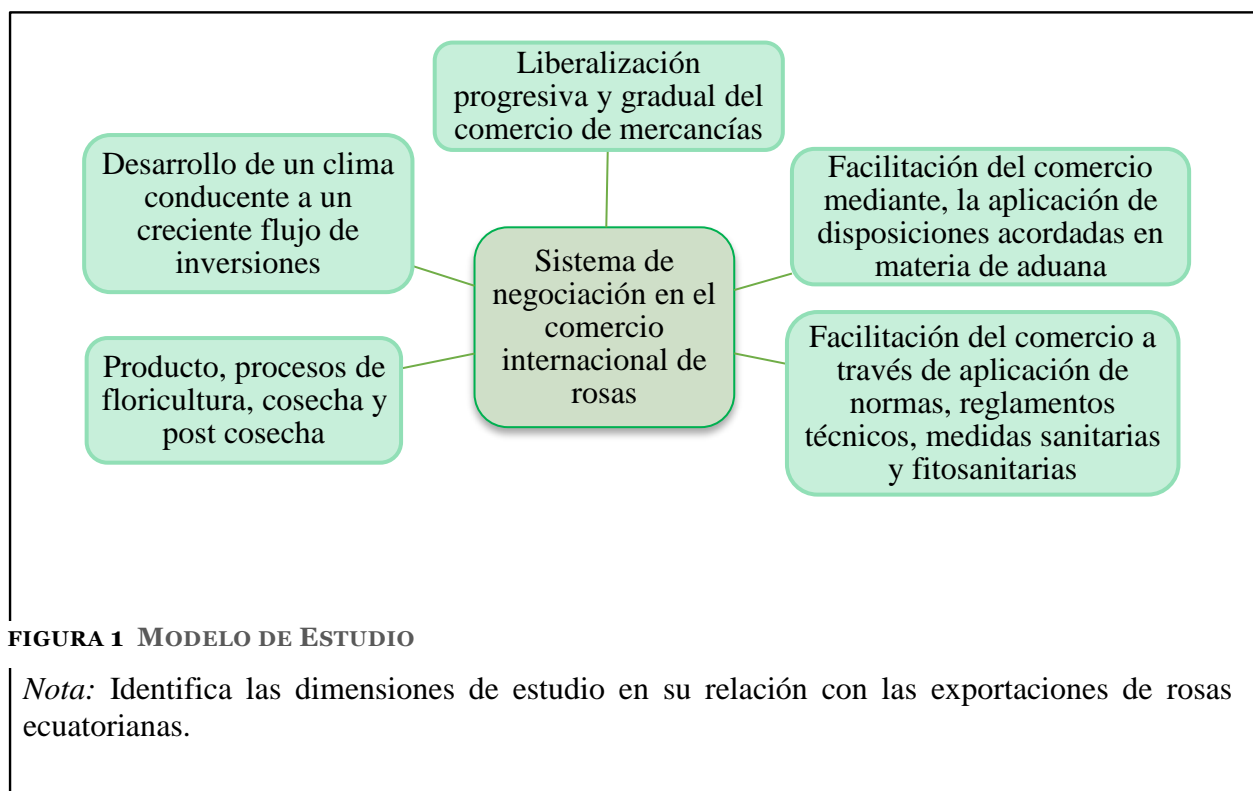 Liberalización
progresiva y gradual del
comercio de mercancías
Desarrollo de un clima
conducente a un
creciente flujo de
inversiones
Facilitación del comercio
mediante, la aplicación de
disposiciones acordadas en
materia de aduana
Sistema de
negociación en el
comercio
internacional de
rosas
Producto, procesos de
floricultura, cosecha y
post cosecha
Facilitación del comercio a
través de aplicación de
normas, reglamentos
técnicos, medidas sanitarias
y fitosanitarias
FIGURA 1 MODELO DE ESTUDIO
Nota: Identifica las dimensiones de estudio en su relación con las exportaciones de rosas
ecuatorianas.